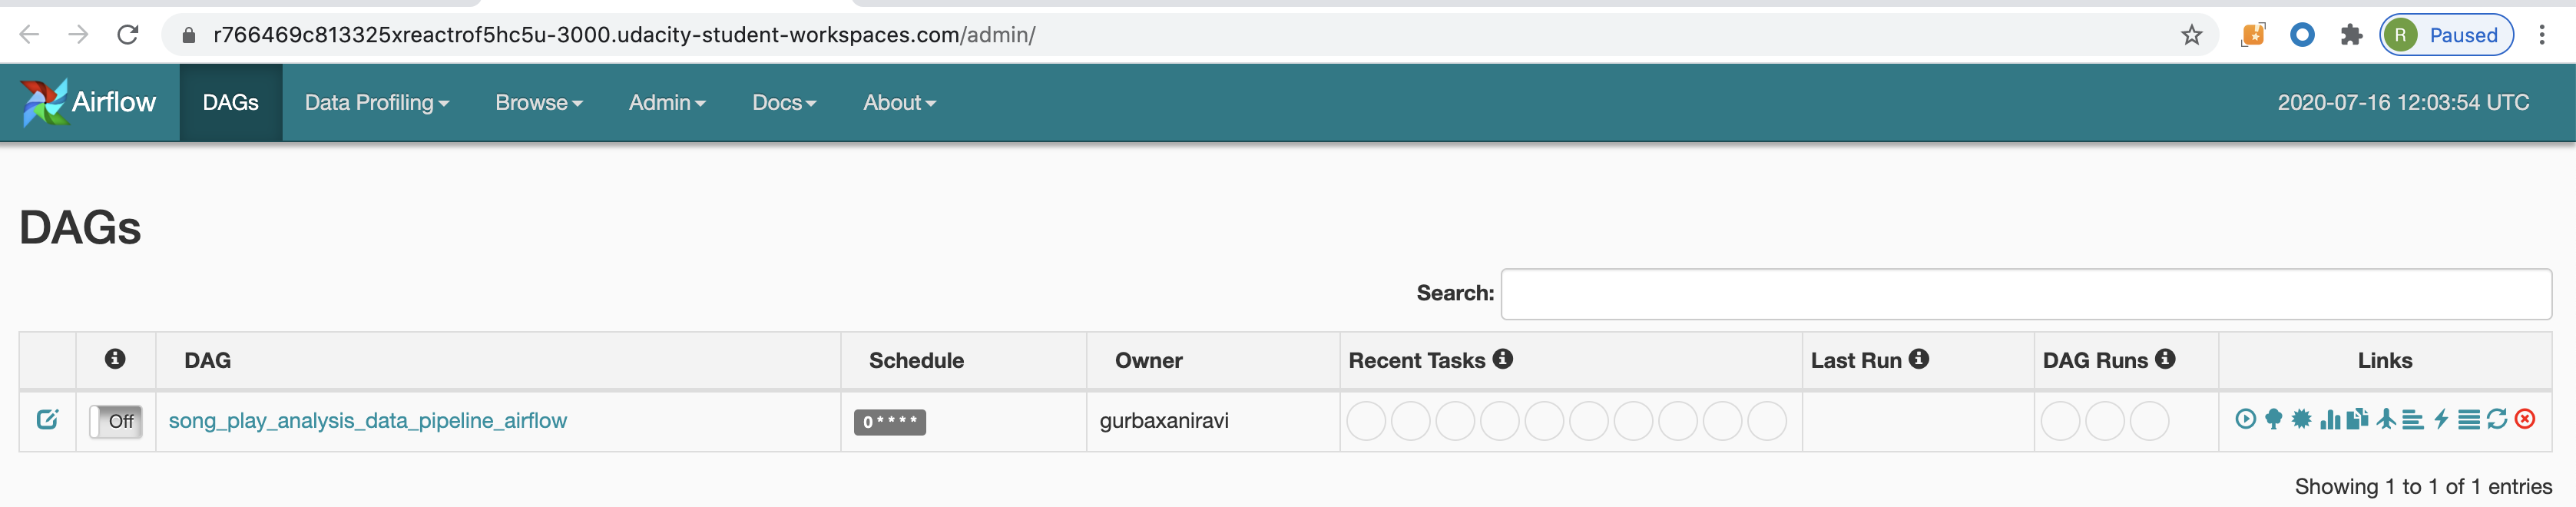 r766469c813325xreactrof5hc5u-3000.udacity-student-workspaces.com/admin/ R Paused
Airflow DAGs Data Profiling Browse Admin Docs About 2020-07-16 12:03:54 UTC
DAGs
Search:
DAG Schedule Owner Recent Tasks Last Run DAG Runs Links
Off song_play_analysis_data_pipeline_airflow 0 * * * * gurbaxaniravi
Showing 1 to 1 of 1 entries